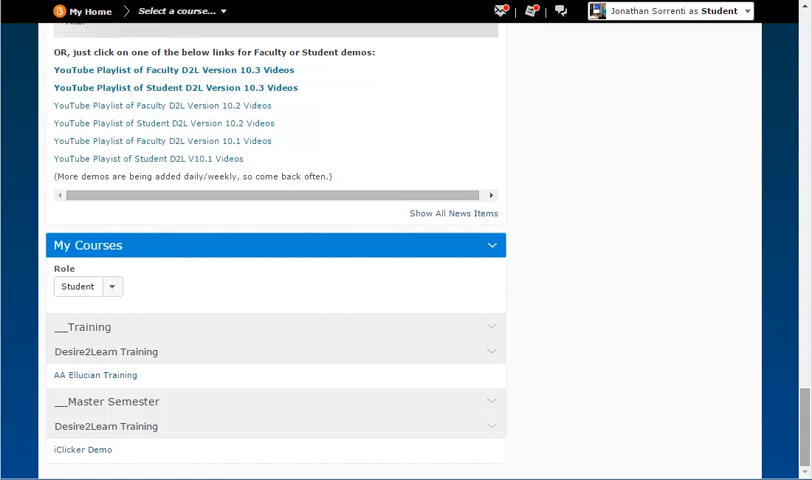 My Home
Select a course...
Jonathan Sorrenti as Student
OR, just click on one of the below links for Faculty or Student demos:
YouTube Playlist of Faculty D2L Version 10.3 Videos
YouTube Playlist of Student D2L Version 10.3 Videos
YouTube Playlist of Faculty D2L Version 10.2 Videos
YouTube Playlist of Student D2L Version 10.2 Videos
YouTube Playlist of Faculty D2L Version 10.1 Videos
YouTube Playist of Student D2L V10.1 Videos
(More demos are being added daily/weekly, so come back often.)
Show All News Items
My Courses
Role
Student
__Training
Desire2Learn Training
AA Ellucian Training
__Master Semester
Desire2Learn Training
iClicker Demo